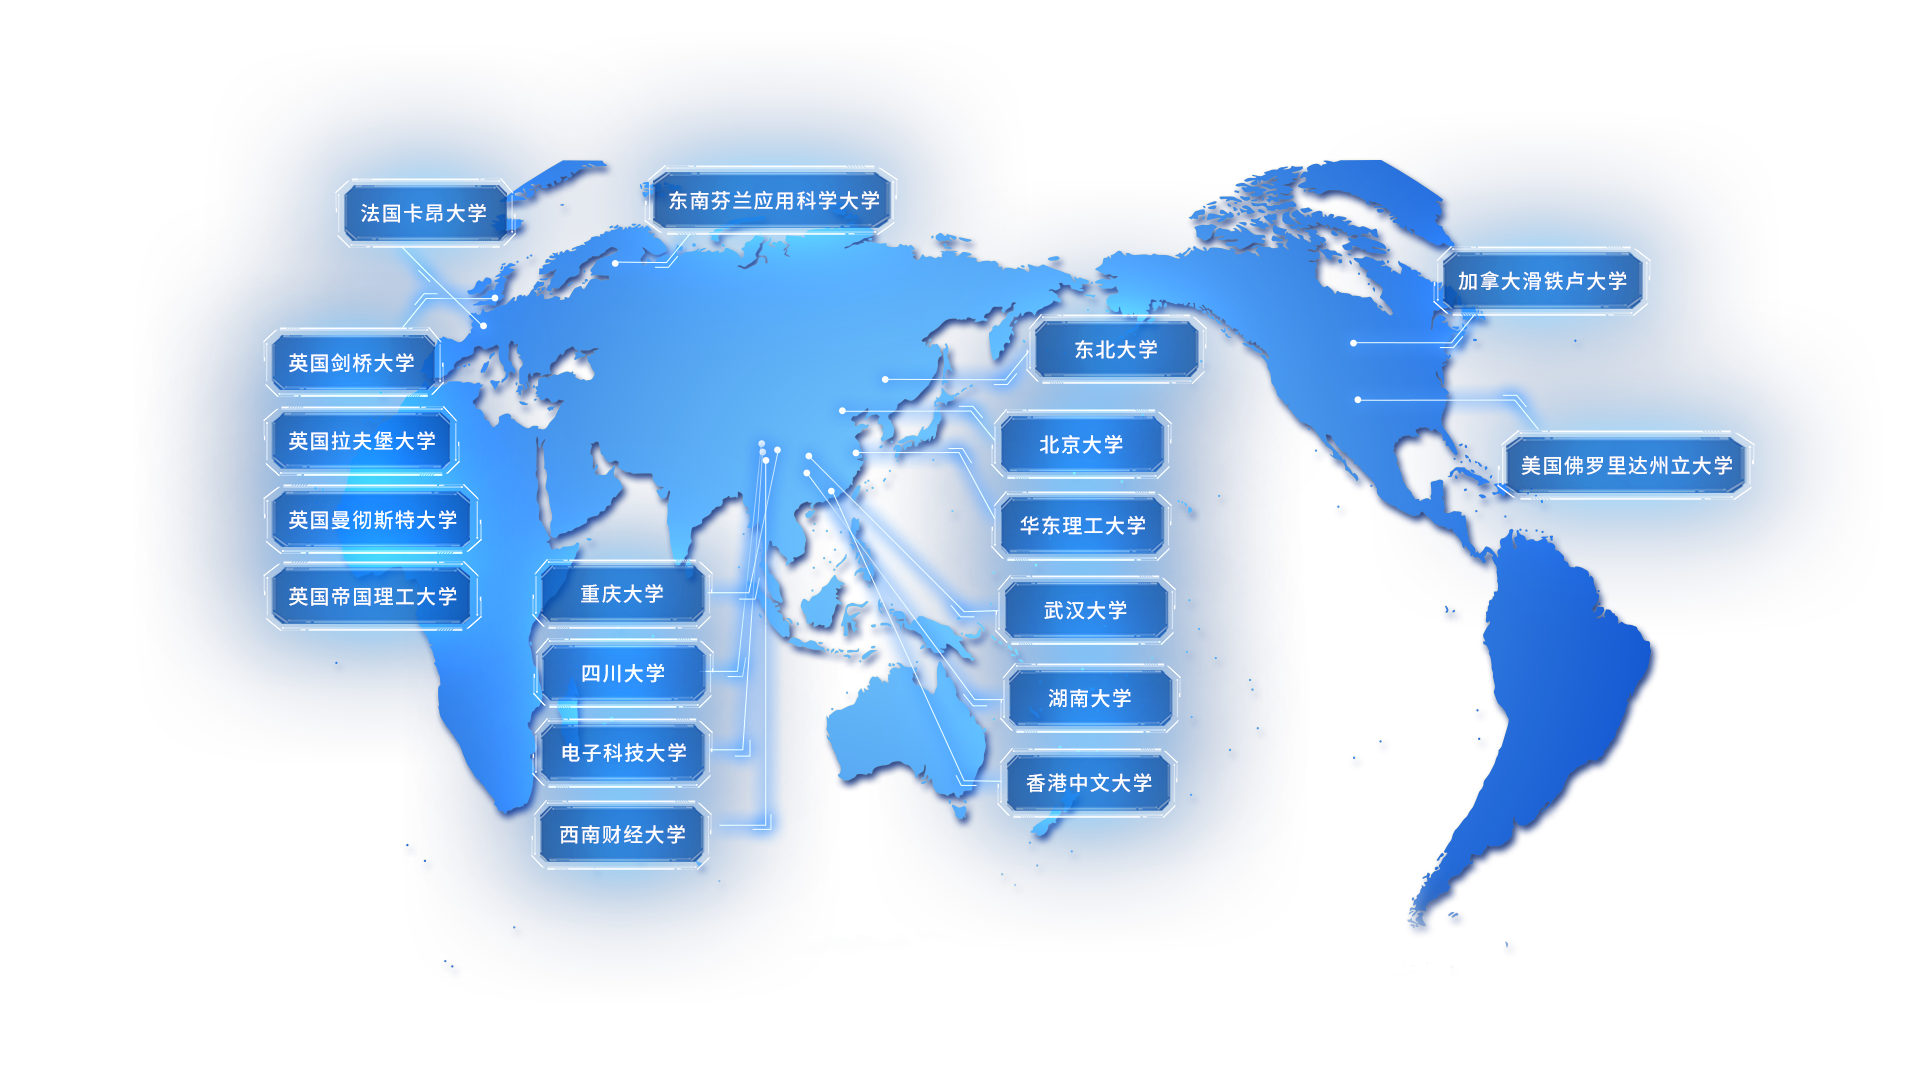 法国卡昂大学
东南芬兰应用科学大学
加拿大滑铁卢大学
英国剑桥大学
东北大学
英国拉夫堡大学
北京大学
美国佛罗里达州立大学
英国曼彻斯特大学
华东理工大学
英国帝国理工大学
重庆大学
武汉大学
四川大学
湖南大学
电子科技大学
香港中文大学
西南财经大学